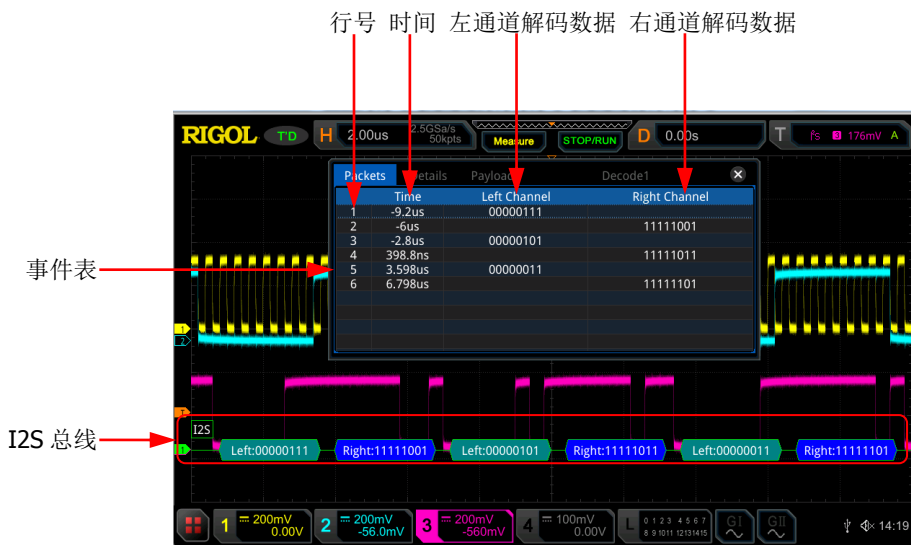 行号 时间 左通道解码数据 右通道解码数据
RIGOL T'D H 2.00us 2.5GSa/s 50kpts Measure STOP/RUN D 0.00s T I²S 3 176mV A
Packets Details Payload Decode1
Time Left Channel Right Channel
1 -9.2us 00000111
2 -6us 11111001
3 -2.8us 00000101
4 398.8ns 11111011
5 3.598us 00000011
6 6.798us 11111101
事件表
1
2
T
I2S
I2S 总线
1 Left:00000111 Right:11111001 Left:00000101 Right:11111011 Left:00000011 Right:11111101
1 200mV 0.00V 2 200mV -56.0mV 3 200mV -560mV 4 100mV 0.00V L 0 1 2 3 4 5 6 7 8 9 10 11 12 13 14 15 GI GII 14:19